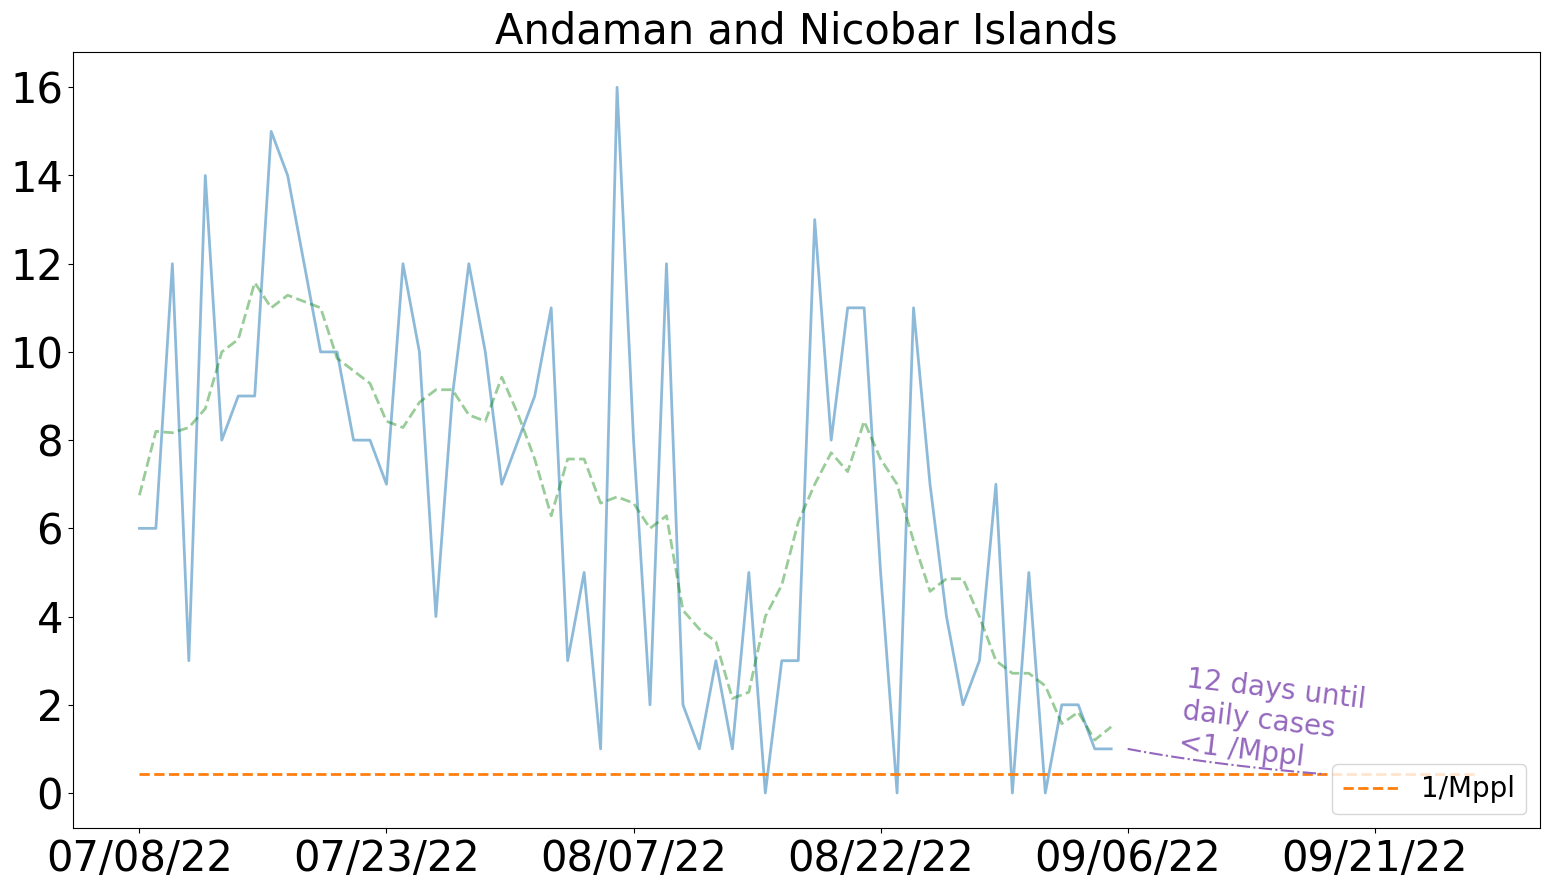 Andaman and Nicobar Islands
16
14
12
10
8
6
4
2
0
12 days until
daily cases
<1 /Mppl
1/Mppl
07/08/22 07/23/22 08/07/22 08/22/22 09/06/22 09/21/22